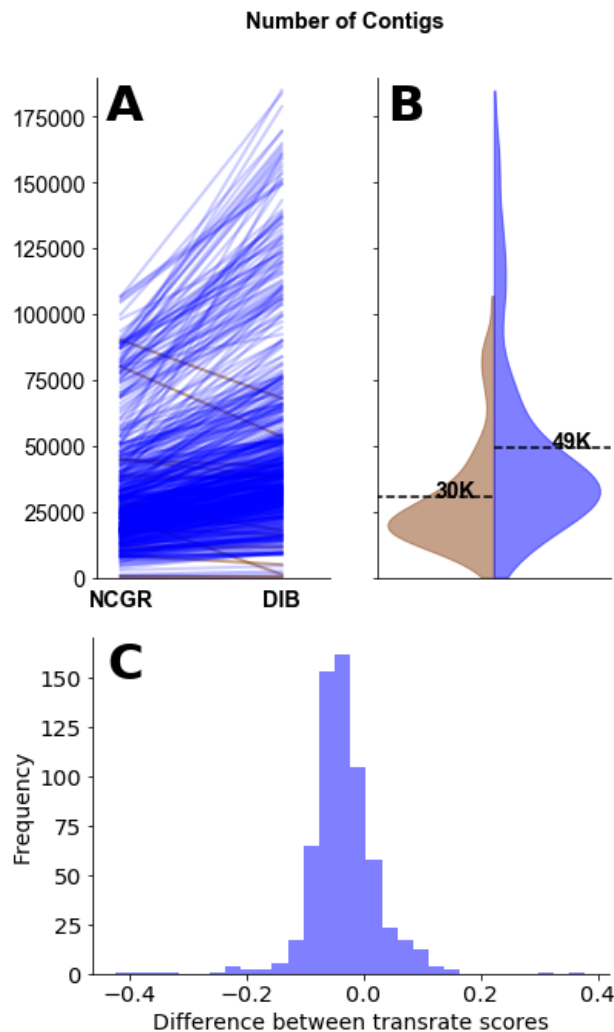 Number of Contigs
A
B
175000
150000
125000
100000
75000
50000
25000
0
49K
30K
NCGR
DIB
C
150
125
100
75
50
25
0
Frequency
−0.4
−0.2
0.0
0.2
0.4
Difference between transrate scores